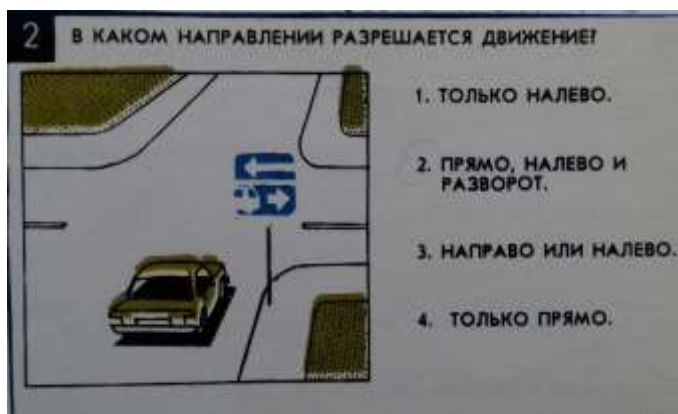 2 В КАКОМ НАПРАВЛЕНИИ РАЗРЕШАЕТСЯ ДВИЖЕНИЕ?
1. ТОЛЬКО НАЛЕВО.
2. ПРЯМО, НАЛЕВО И
РАЗВОРОТ.
3. НАПРАВО ИЛИ НАЛЕВО.
4. ТОЛЬКО ПРЯМО.